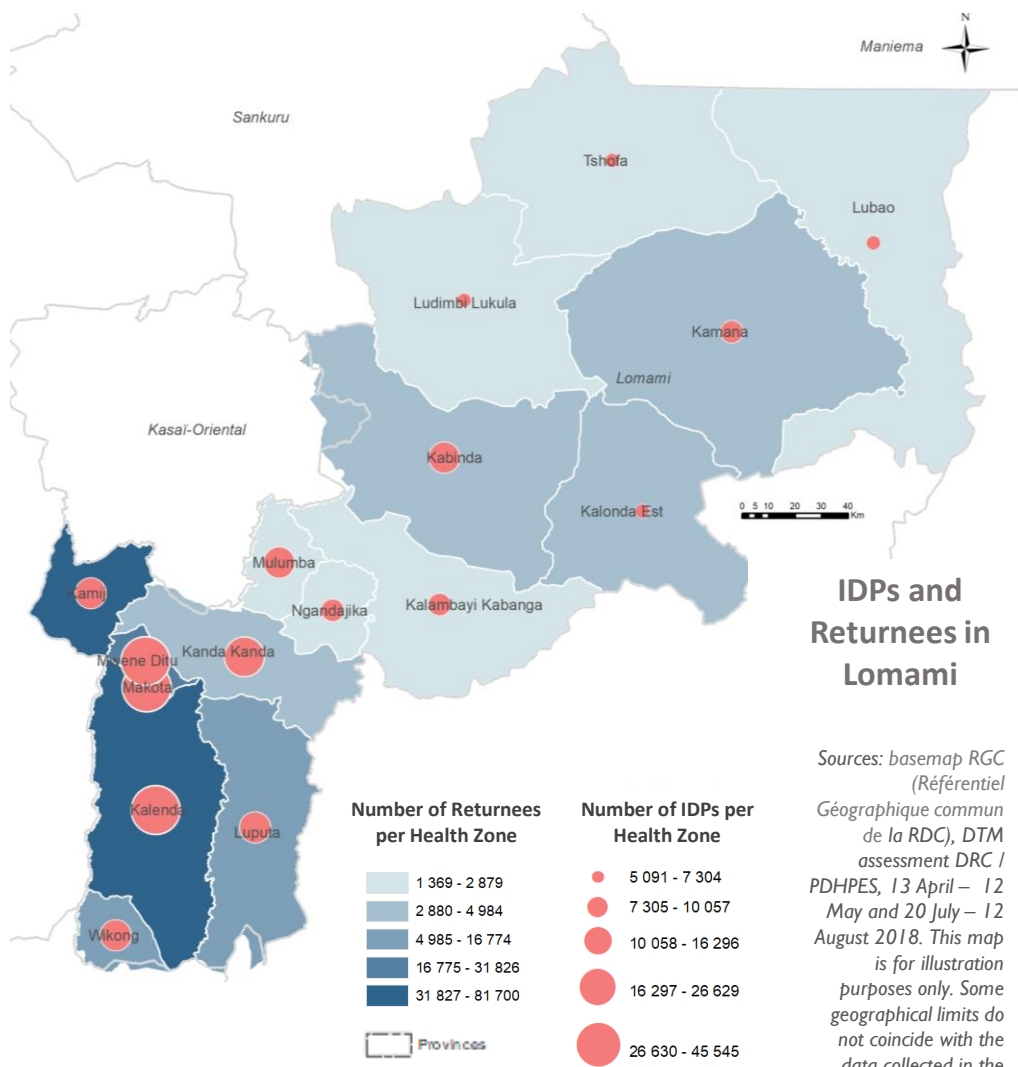 N
Maniema
Sankuru
Tshofa
Lubao
Ludimbi Lukula
Kamana
Lomami
Kasaï-Oriental
Kabinda
Kalonda Est
0 5 10 20 30 40
Km
Mulumba
Kamiji
Ngandajika
Kalambayi Kabanga
Kanda Kanda
Mwene Ditu
Makota
Kalenda
Luputa
Wikong
IDPs and
Returnees in
Lomami
Sources: basemap RGC
(Référentiel
Géographique commun
de la RDC), DTM
assessment DRC /
PDHPES, 13 April – 12
May and 20 July – 12
August 2018. This map
is for illustration
purposes only. Some
geographical limits do
not coincide with the
data collected in the
Number of Returnees
per Health Zone
1 369 - 2 879
2 880 - 4 984
4 985 - 16 774
16 775 - 31 826
31 827 - 81 700
Provinces
Number of IDPs per
Health Zone
5 091 - 7 304
7 305 - 10 057
10 058 - 16 296
16 297 - 26 629
26 630 - 45 545